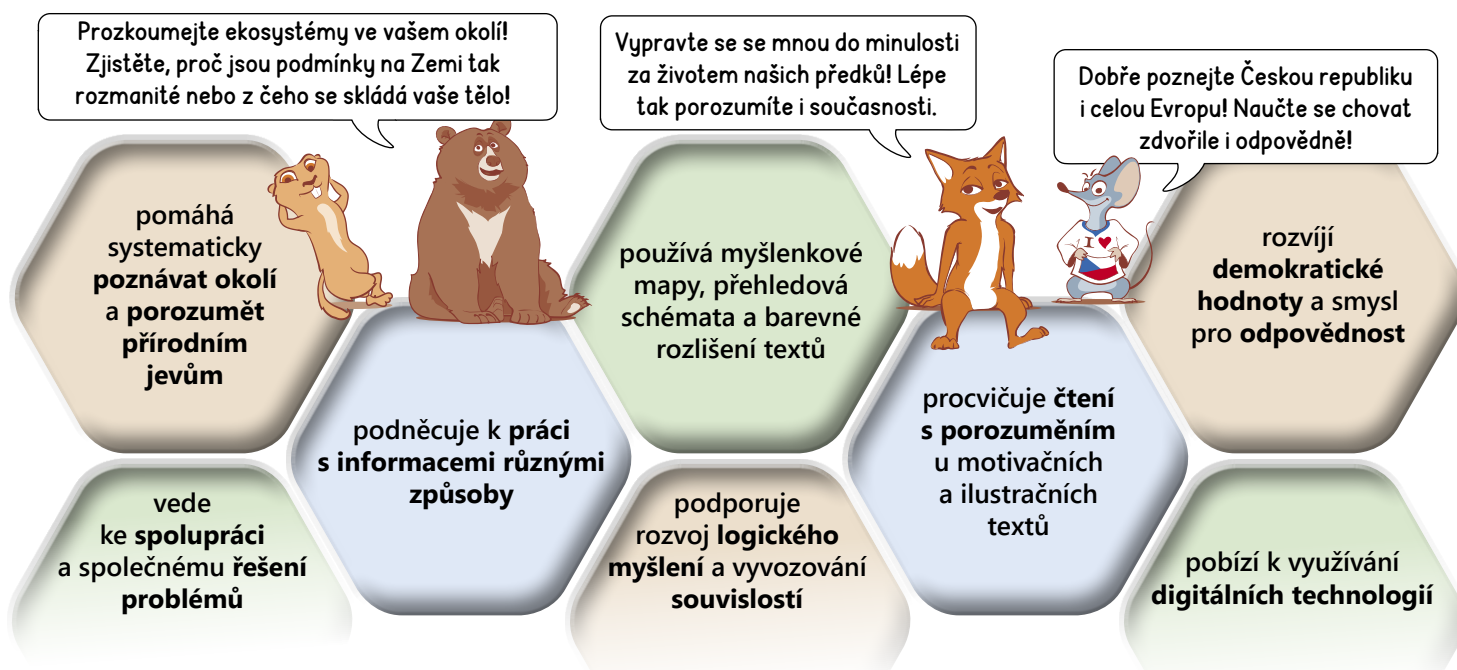 Prozkoumejte ekosystémy ve vašem okolí!
Zjistěte, proč jsou podmínky na Zemi tak
rozmanité nebo z čeho se skládá vaše tělo!
Vypravte se se mnou do minulosti
za životem našich předků! Lépe
tak porozumíte i současnosti.
Dobře poznejte Českou republiku
i celou Evropu! Naučte se chovat
zdvořile i odpovědně!
pomáhá
systematicky
poznávat okolí
a porozumět
přírodním
jevům
podněcuje k práci
s informacemi různými
způsoby
používá myšlenkové
mapy, přehledová
schémata a barevné
rozlišení textů
procvičuje čtení
s porozuměním
u motivačních
a ilustračních
textů
I
rozvíjí
demokratické
hodnoty a smysl
pro odpovědnost
vede
ke spolupráci
a společnému řešení
problémů
podporuje
rozvoj logického
myšlení a vyvozování
souvislostí
pobízí k využívání
digitálních technologií